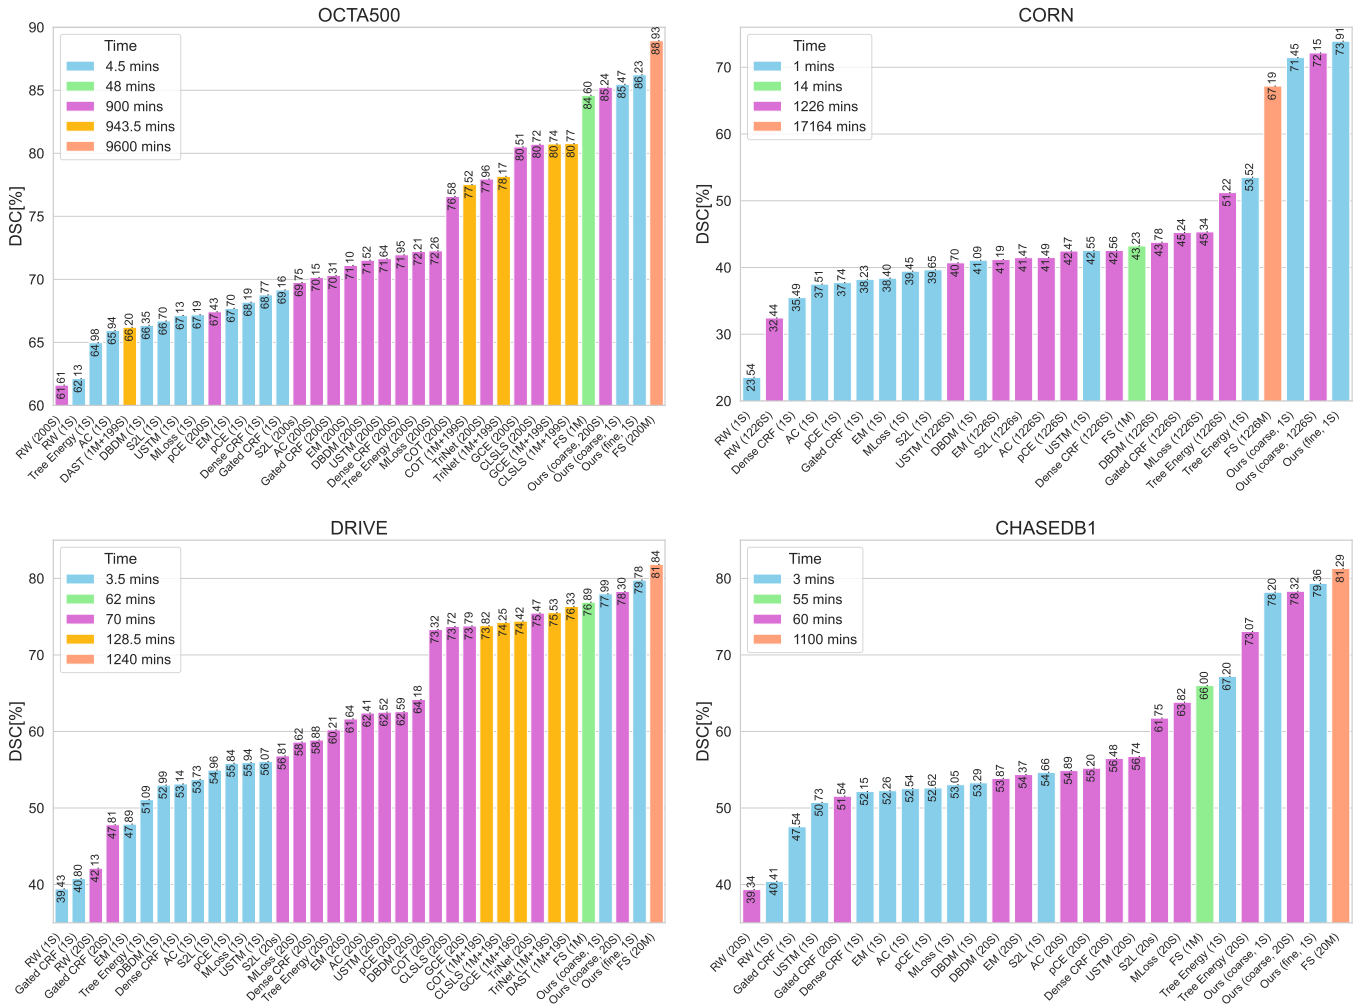 OCTA500
DSC[%]
90
85
80
75
70
65
60
Time
4.5 mins
48 mins
900 mins
943.5 mins
9600 mins
61.61
62.13
64.98
65.94
66.20
66.35
66.70
67.13
67.19
67.43
67.70
68.19
68.77
69.16
69.75
70.15
70.31
71.10
71.52
71.64
71.95
72.21
72.26
76.58
77.52
77.96
78.17
80.51
80.72
80.74
80.77
84.60
85.24
85.47
86.23
88.93
RW (200S)
RW (1S)
Tree Energy (1S)
AC (1S)
DAST (1M+199S)
DBDM (1S)
S2L (1S)
USTM (1S)
MLoss (1S)
pCE (200S)
EM (1S)
pCE (1S)
Dense CRF (1S)
Gated CRF (1S)
S2L (200s)
AC (200S)
Gated CRF (200S)
EM (200S)
DBDM (200S)
USTM (200S)
Dense CRF (200S)
Tree Energy (200S)
MLoss (200S)
COT (200S)
COT (1M+199S)
TriNet (200S)
TriNet (1M+199S)
GCE (200S)
CLSLS (200S)
GCE (1M+199S)
CLSLS (1M+199S)
FS (1M)
Ours (coarse, 200S)
Ours (coarse, 1S)
Ours (fine, 1S)
FS (200M)
CORN
DSC[%]
70
60
50
40
30
20
Time
1 mins
14 mins
1226 mins
17164 mins
23.54
32.44
35.49
37.51
37.74
38.23
38.40
39.45
39.65
40.70
41.09
41.19
41.47
41.49
42.47
42.55
42.56
43.23
43.78
45.24
45.34
51.22
53.52
67.19
71.45
72.15
73.91
RW (1S)
RW (1226S)
Dense CRF (1S)
AC (1S)
pCE (1S)
Gated CRF (1S)
EM (1S)
MLoss (1S)
S2L (1S)
USTM (1226S)
DBDM (1S)
EM (1226S)
S2L (1226s)
AC (1226S)
pCE (1226S)
USTM (1S)
Dense CRF (1226S)
FS (1M)
DBDM (1226S)
Gated CRF (1226S)
MLoss (1226S)
Tree Energy (1226S)
Tree Energy (1S)
FS (1226M)
Ours (coarse, 1S)
Ours (coarse, 1226S)
Ours (fine, 1S)
DRIVE
DSC[%]
80
70
60
50
40
Time
3.5 mins
62 mins
70 mins
128.5 mins
1240 mins
39.43
40.80
42.13
47.81
47.89
51.09
52.99
53.14
53.73
54.96
55.84
55.94
56.07
56.81
58.62
58.88
60.21
61.64
62.41
62.52
62.59
64.18
73.32
73.72
73.79
73.82
74.25
74.42
75.47
75.53
76.33
76.89
77.99
78.30
79.78
81.84
RW (1S)
Gated CRF (1S)
RW (20S)
Gated CRF (20S)
EM (1S)
Tree Energy (1S)
DBDM (1S)
Dense CRF (1S)
AC (1S)
S2L (1S)
pCE (1S)
MLoss (1S)
USTM (1S)
S2L (20s)
MLoss (20S)
Dense CRF (20S)
Tree Energy (20S)
EM (20S)
AC (20S)
USTM (20S)
pCE (20S)
DBDM (20S)
COT (20S)
CLSLS (20S)
GCE (20S)
COT (1M+19S)
CLSLS (1M+19S)
GCE (1M+19S)
TriNet (20S)
TriNet (1M+19S)
DAST (1M+19S)
FS (1M)
Ours (coarse, 1S)
Ours (coarse, 20S)
Ours (fine, 1S)
FS (20M)
CHASEDB1
DSC[%]
80
70
60
50
40
Time
3 mins
55 mins
60 mins
1100 mins
39.34
40.41
47.54
50.73
51.54
52.15
52.26
52.54
52.62
53.05
53.29
53.87
54.37
54.66
54.89
55.20
56.48
56.74
61.75
63.82
66.00
67.20
73.07
78.20
78.32
79.36
81.29
RW (20S)
RW (1S)
Gated CRF (1S)
USTM (1S)
Gated CRF (20S)
Dense CRF (1S)
EM (1S)
AC (1S)
pCE (1S)
MLoss (1S)
DBDM (1S)
DBDM (20S)
EM (20S)
S2L (1S)
AC (20S)
pCE (20S)
Dense CRF (20S)
USTM (20S)
S2L (20s)
MLoss (20S)
FS (1M)
Tree Energy (1S)
Tree Energy (20S)
Ours (coarse, 1S)
Ours (coarse, 20S)
Ours (fine, 1S)
FS (20M)